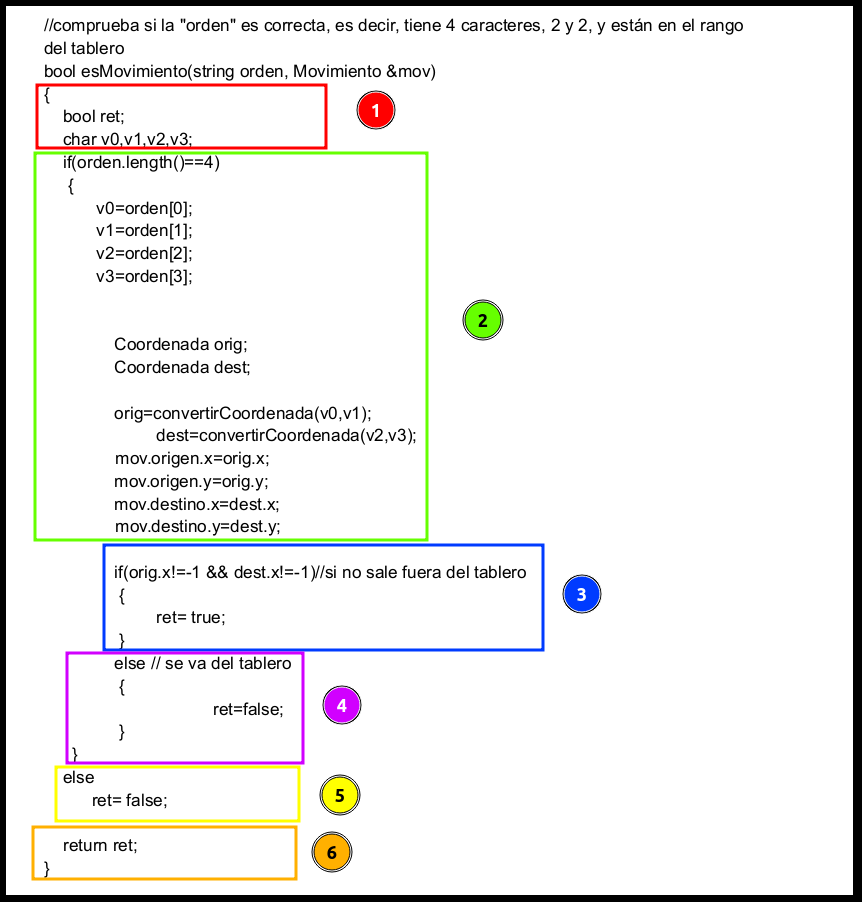 //comprueba si la "orden" es correcta, es decir, tiene 4 caracteres, 2 y 2, y están en el rango
del tablero
bool esMovimiento(string orden, Movimiento &mov)
{
bool ret;
1
char v0,v1,v2,v3;
if(orden.length()==4)
{
v0=orden[0];
v1=orden[1];
v2=orden[2];
v3=orden[3];
2
Coordenada orig;
Coordenada dest;
orig=convertirCoordenada(v0,v1);
dest=convertirCoordenada(v2,v3);
mov.origen.x=orig.x;
mov.origen.y=orig.y;
mov.destino.x=dest.x;
mov.destino.y=dest.y;
if(orig.x!=-1 && dest.x!=-1)//si no sale fuera del tablero
{
3
ret= true;
}
else // se va del tablero
{
ret=false;
4
}
}
else
ret= false;
5
return ret;
6
}